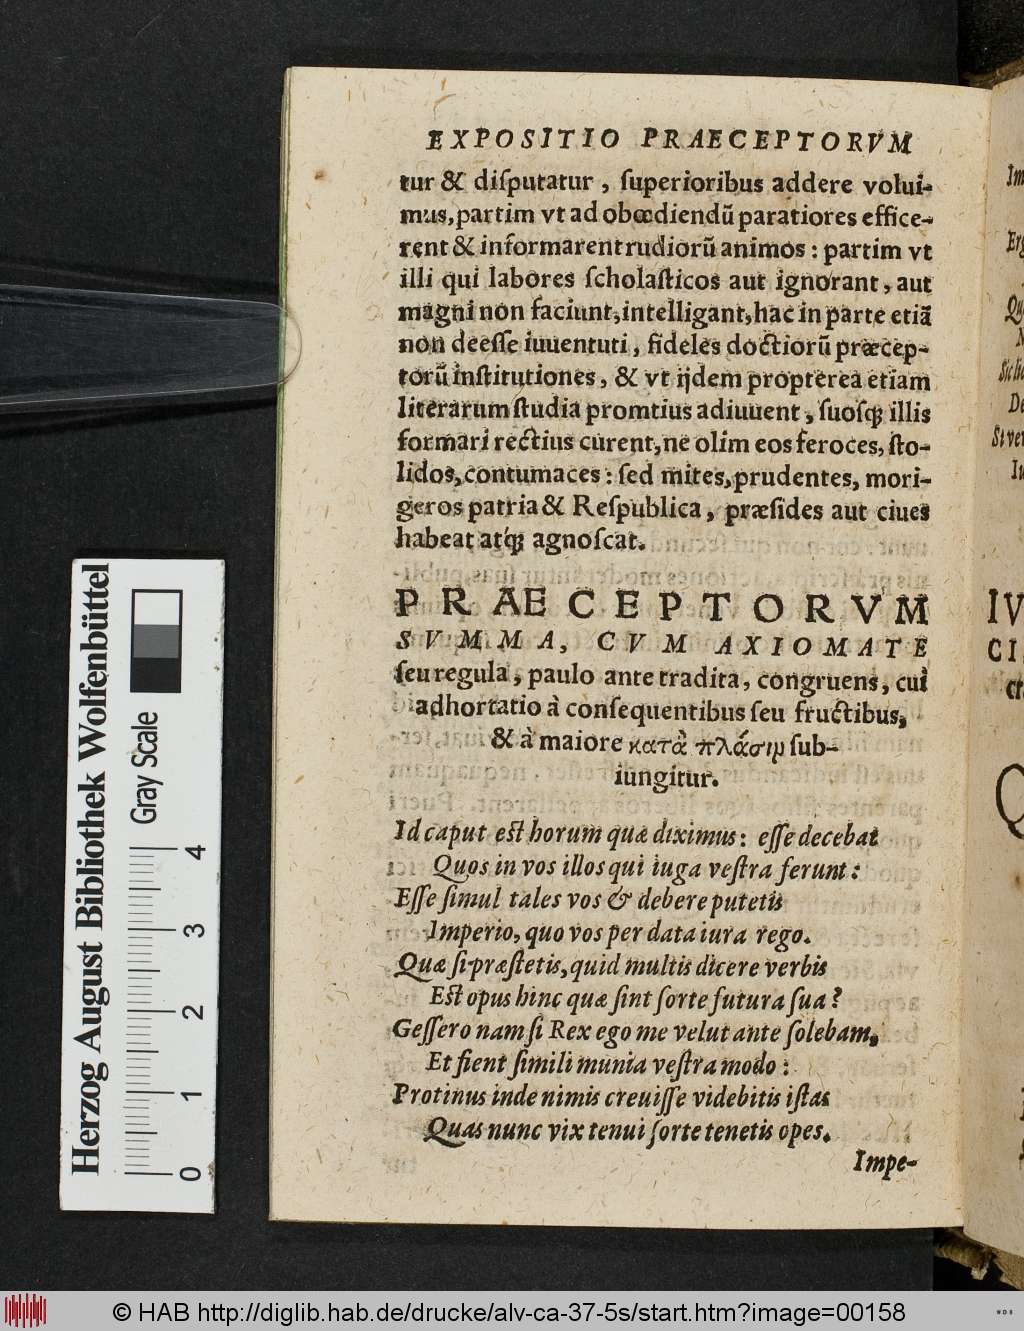 EXPOSITIO PRAECEPTORVM
tur & diſputatur, ſuperioribus addere volui-
mus, partim vt ad obœdiendũ paratiores effice-
rent & informarent rudiorũ animos: partim vt
illi qui labores ſcholaſticos aut ignorant, aut
magni non faciunt, intelligant, hac in parte etiã
non deeſſe iuuentuti, fideles doctiorũ præcep-
torũ inſtitutiones, & vt ijdem propterea etiam
literarum ſtudia promtius adiuuent, ſuoſq́; illis
formari rectius curent, ne olim eos feroces, ſto-
lidos, contumaces: ſed mites, prudentes, mori-
geros patria & Reſpublica, præſides aut ciues
habeat atq́; agnoſcat.
PRAECEPTORVM
SVMMA, CVM AXIOMATE
ſeu regula, paulo ante tradita, congruens, cui
adhortatio à conſequentibus ſeu fructibus,
& à maiore κατὰ πλάσιμ ſub-
iungitur.
Id caput eſt horum quæ diximus: eſſe decebat
Quos in vos illos qui iuga veſtra ferunt:
Eſſe ſimul tales vos & debere putetis
Imperio, quo vos per data iura rego.
Quæ ſi præſtetis, quid multis dicere verbis
Eſt opus hinc quæ ſint ſorte futura ſua?
Geſſero nam ſi Rex ego me velut ante ſolebam,
Et fient ſimili munia veſtra modo:
Protinus inde nimis creuiſſe videbitis iſtas
Quas nunc vix tenui ſorte tenetis opes.
Impe-
Herzog August Bibliothek Wolfenbüttel
Gray Scale
0 1 2 3 4
© HAB http://diglib.hab.de/drucke/alv-ca-37-5s/start.htm?image=00158